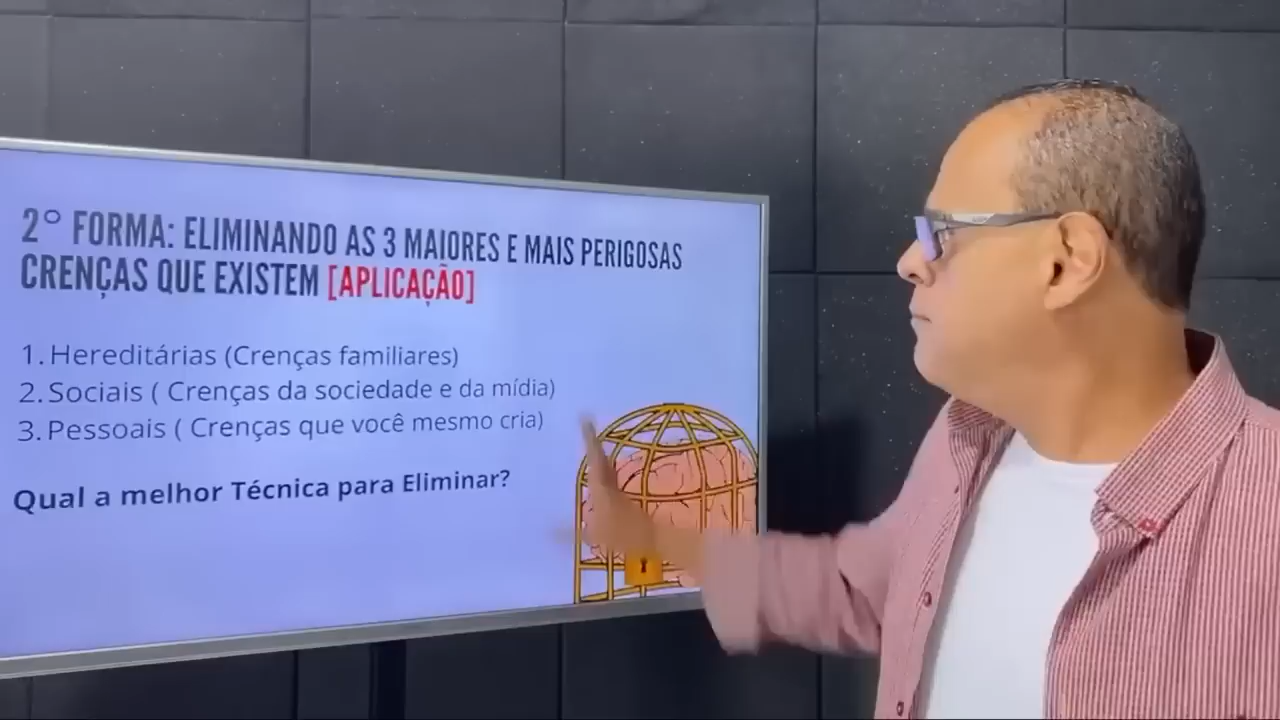 2º FORMA: ELIMINANDO AS 3 MAIORES E MAIS PERIGOSAS
CRENÇAS QUE EXISTEM [APLICAÇÃO]
1. Hereditárias (Crenças familiares)
2. Sociais ( Crenças da sociedade e da mídia)
3. Pessoais ( Crenças que você mesmo cria)
Qual a melhor Técnica para Eliminar?